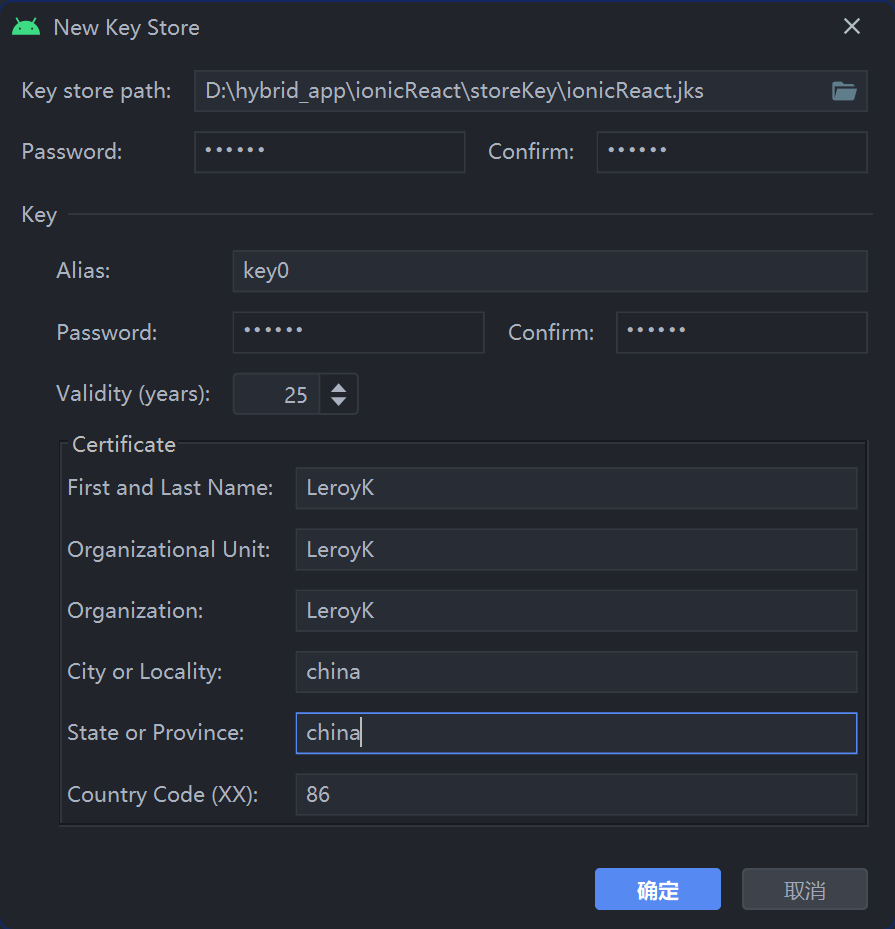 New Key Store
Key store path: D:\hybrid_app\ionicReact\storeKey\ionicReact.jks
Password: •••••• Confirm: ••••••
Key
Alias: key0
Password: •••••• Confirm: ••••••
Validity (years): 25
Certificate
First and Last Name: LeroyK
Organizational Unit: LeroyK
Organization: LeroyK
City or Locality: china
State or Province: china
Country Code (XX): 86
确定 取消